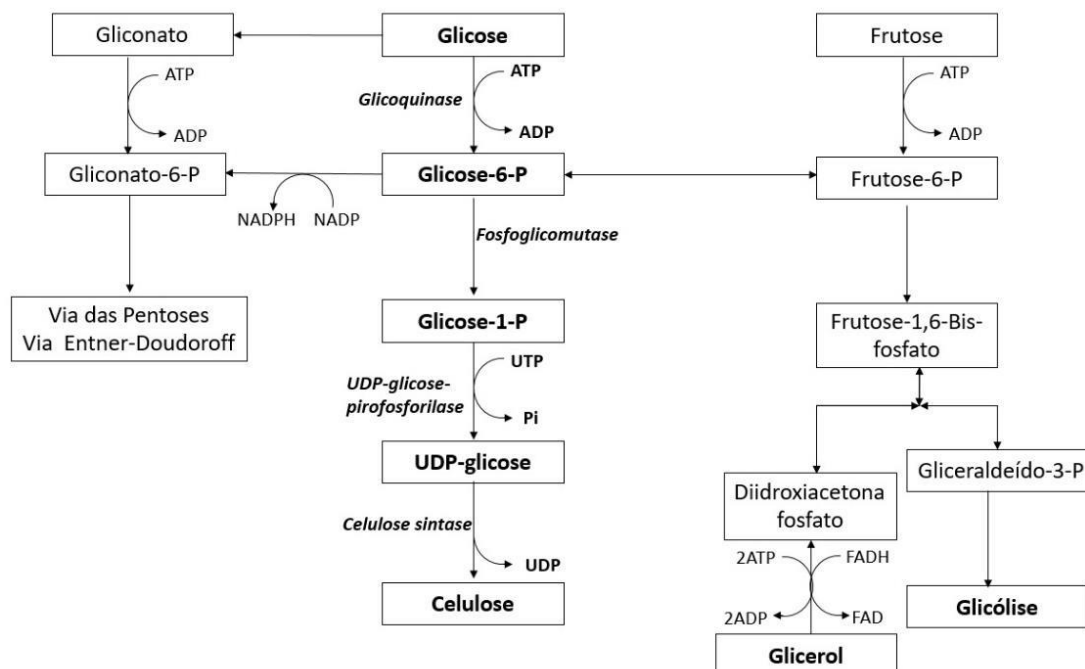 Gliconato
Glicose
Frutose
ATP
ADP
Glicoquinase
ATP
ADP
ATP
ADP
Gliconato-6-P
Glicose-6-P
Frutose-6-P
NADPH
NADP
Fosfoglicomutase
Via das Pentoses
Via Entner-Doudoroff
Glicose-1-P
Frutose-1,6-Bis-
fosfato
UDP-glicose-
pirofosforilase
UTP
Pi
UDP-glicose
Diidroxiacetona
fosfato
Gliceraldeído-3-P
Celulose sintase
UDP
2ATP
FADH
2ADP
FAD
Celulose
Glicólise
Glicerol